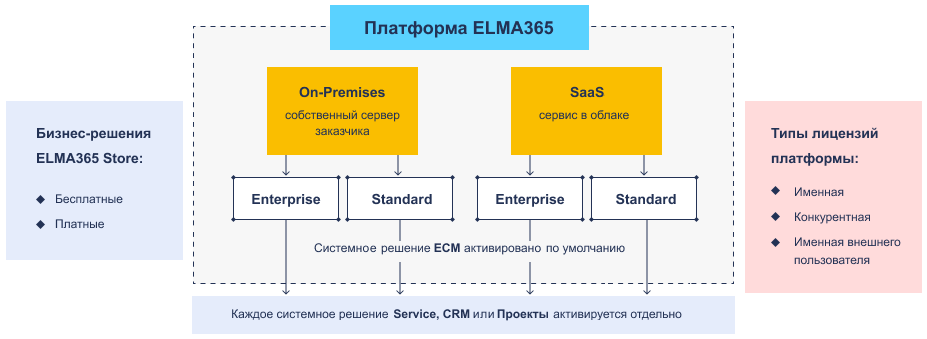 Платформа ELMA365
Бизнес-решения
ELMA365 Store:
Бесплатные
Платные
On-Premises
собственный сервер
заказчика
SaaS
сервис в облаке
Enterprise
Standard
Enterprise
Standard
Системное решение ECM активировано по умолчанию
Каждое системное решение Service, CRM или Проекты активируется отдельно
Типы лицензий
платформы:
Именная
Конкурентная
Именная внешнего
пользователя